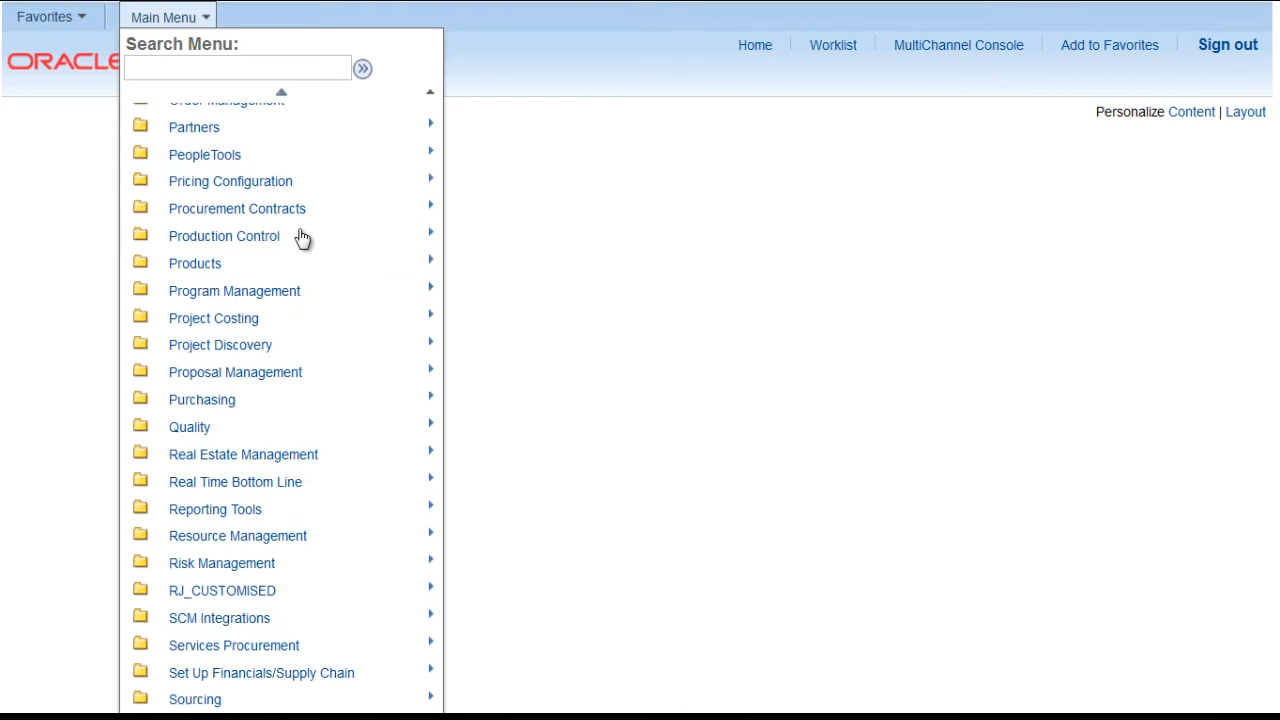 Favorites Main Menu
Search Menu:
ORACLE
Home Worklist MultiChannel Console Add to Favorites Sign out
Personalize Content | Layout
Order Management
Partners
PeopleTools
Pricing Configuration
Procurement Contracts
Production Control
Products
Program Management
Project Costing
Project Discovery
Proposal Management
Purchasing
Quality
Real Estate Management
Real Time Bottom Line
Reporting Tools
Resource Management
Risk Management
RJ_CUSTOMISED
SCM Integrations
Services Procurement
Set Up Financials/Supply Chain
Sourcing